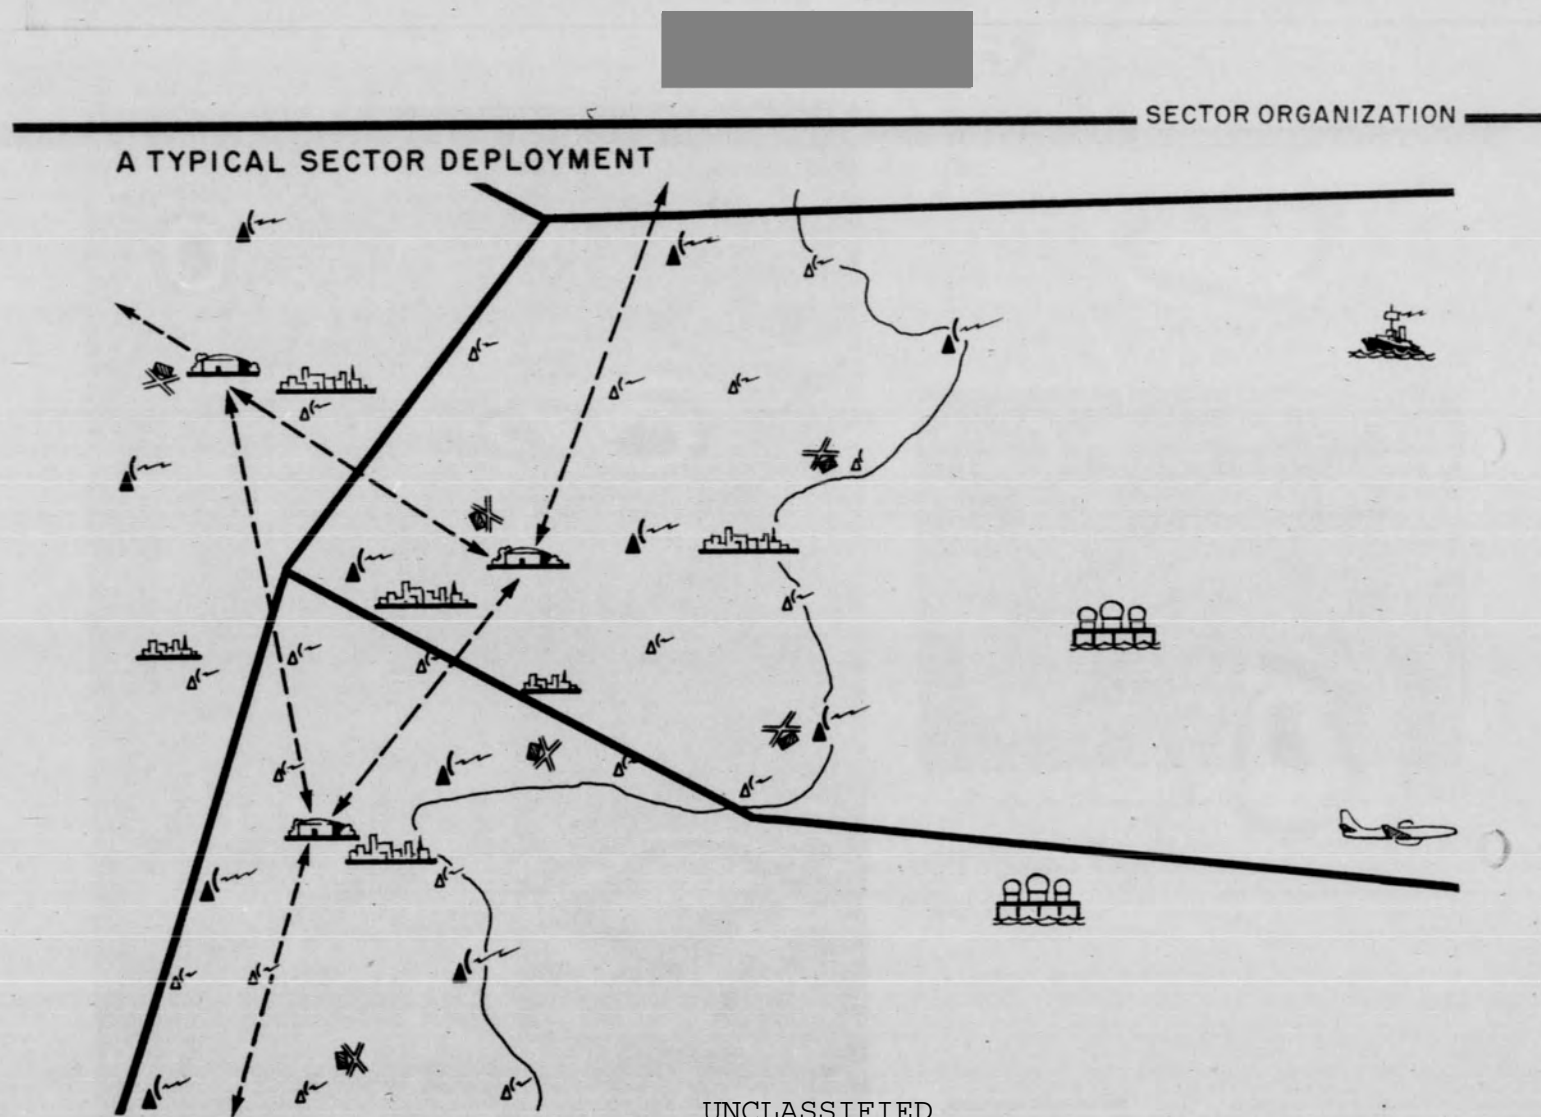 SECTOR ORGANIZATION
A TYPICAL SECTOR DEPLOYMENT
UNCLASSIFIED